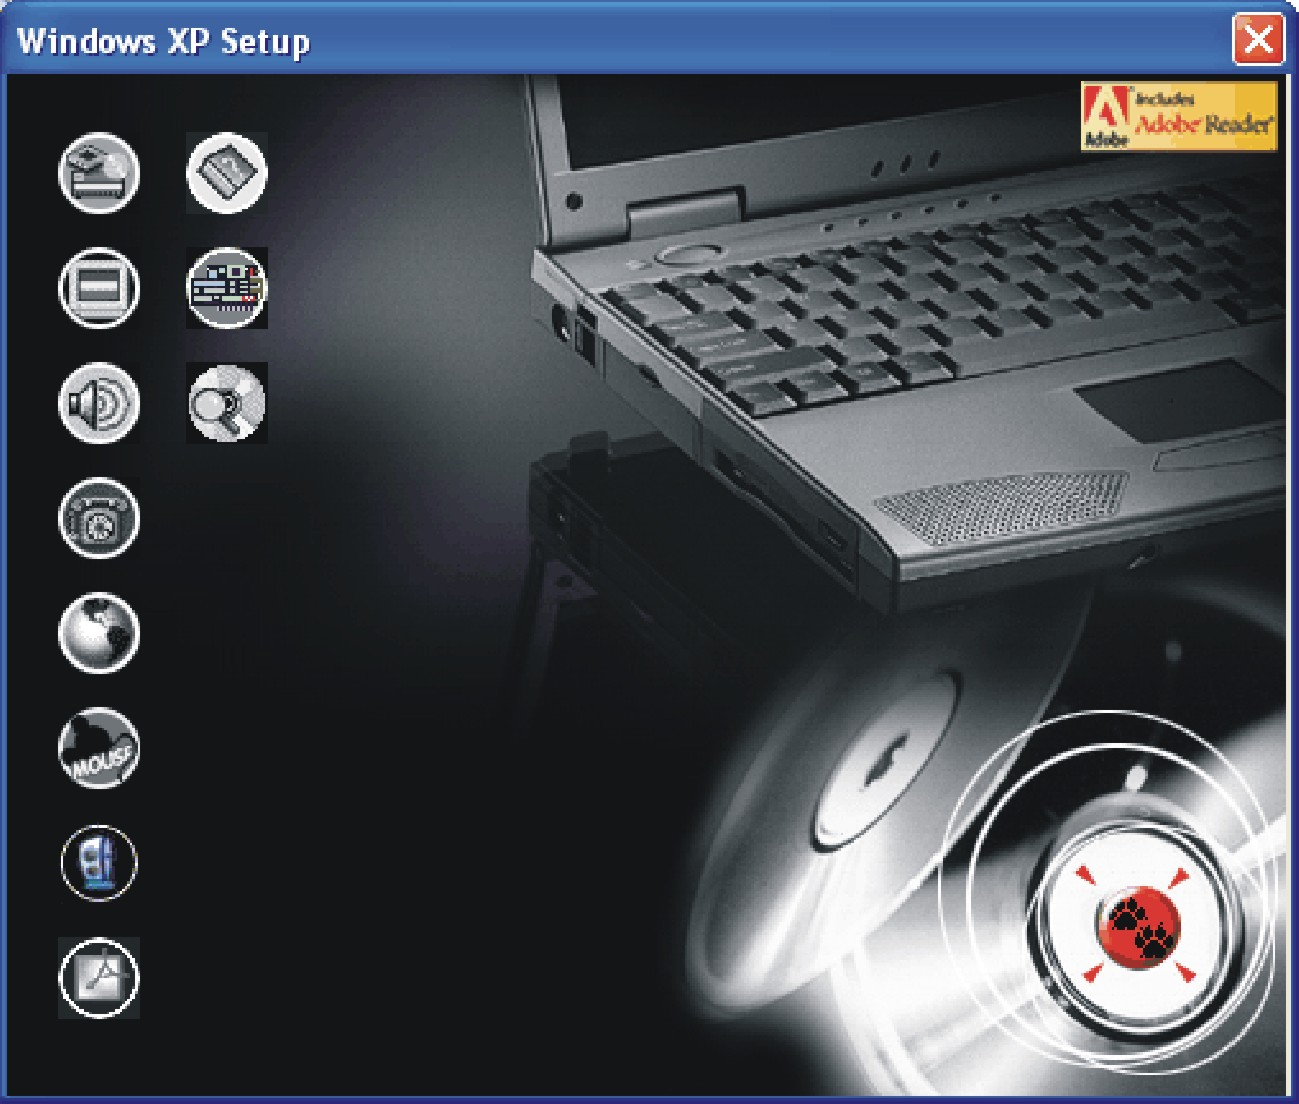 Windows XP Setup
Includes
Adobe Reader
Adobe
MOUSE